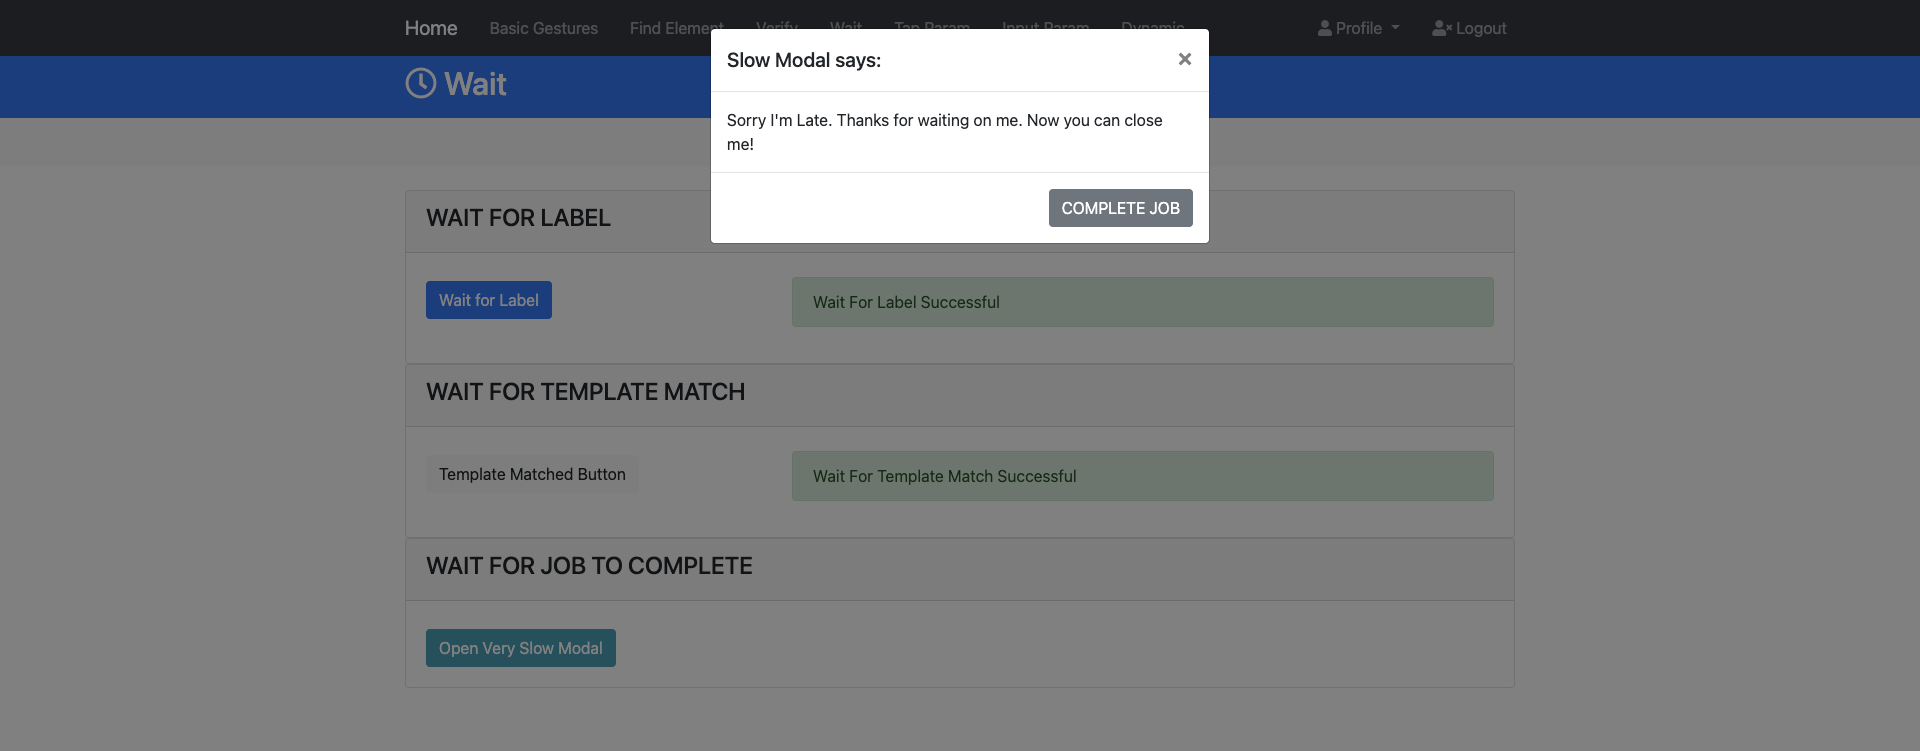 Home Basic Gestures Find Element Verify Wait Tap Param Input Param Dynamic Profile Logout
Wait
Slow Modal says:
Sorry I'm Late. Thanks for waiting on me. Now you can close
me!
COMPLETE JOB
WAIT FOR LABEL
Wait for Label
Wait For Label Successful
WAIT FOR TEMPLATE MATCH
Template Matched Button
Wait For Template Match Successful
WAIT FOR JOB TO COMPLETE
Open Very Slow Modal